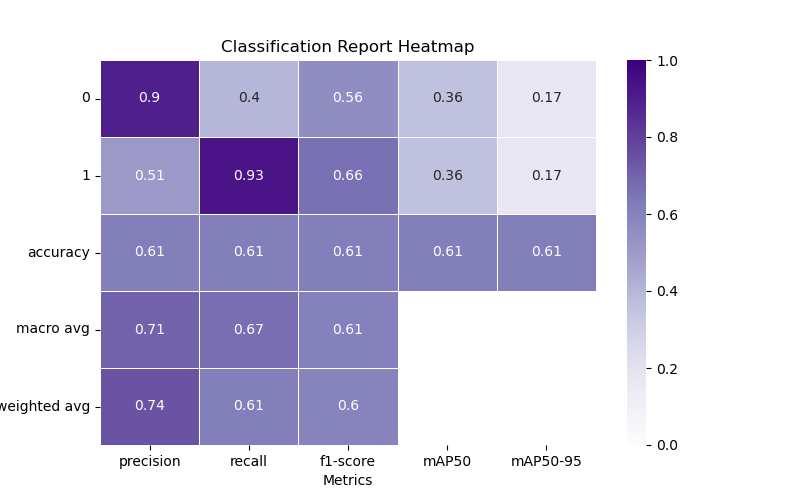 Classification Report Heatmap
0 0.9 0.4 0.56 0.36 0.17
1 0.51 0.93 0.66 0.36 0.17
accuracy 0.61 0.61 0.61 0.61 0.61
macro avg 0.71 0.67 0.61
weighted avg 0.74 0.61 0.6
precision recall f1-score mAP50 mAP50-95
Metrics
1.0
0.8
0.6
0.4
0.2
0.0